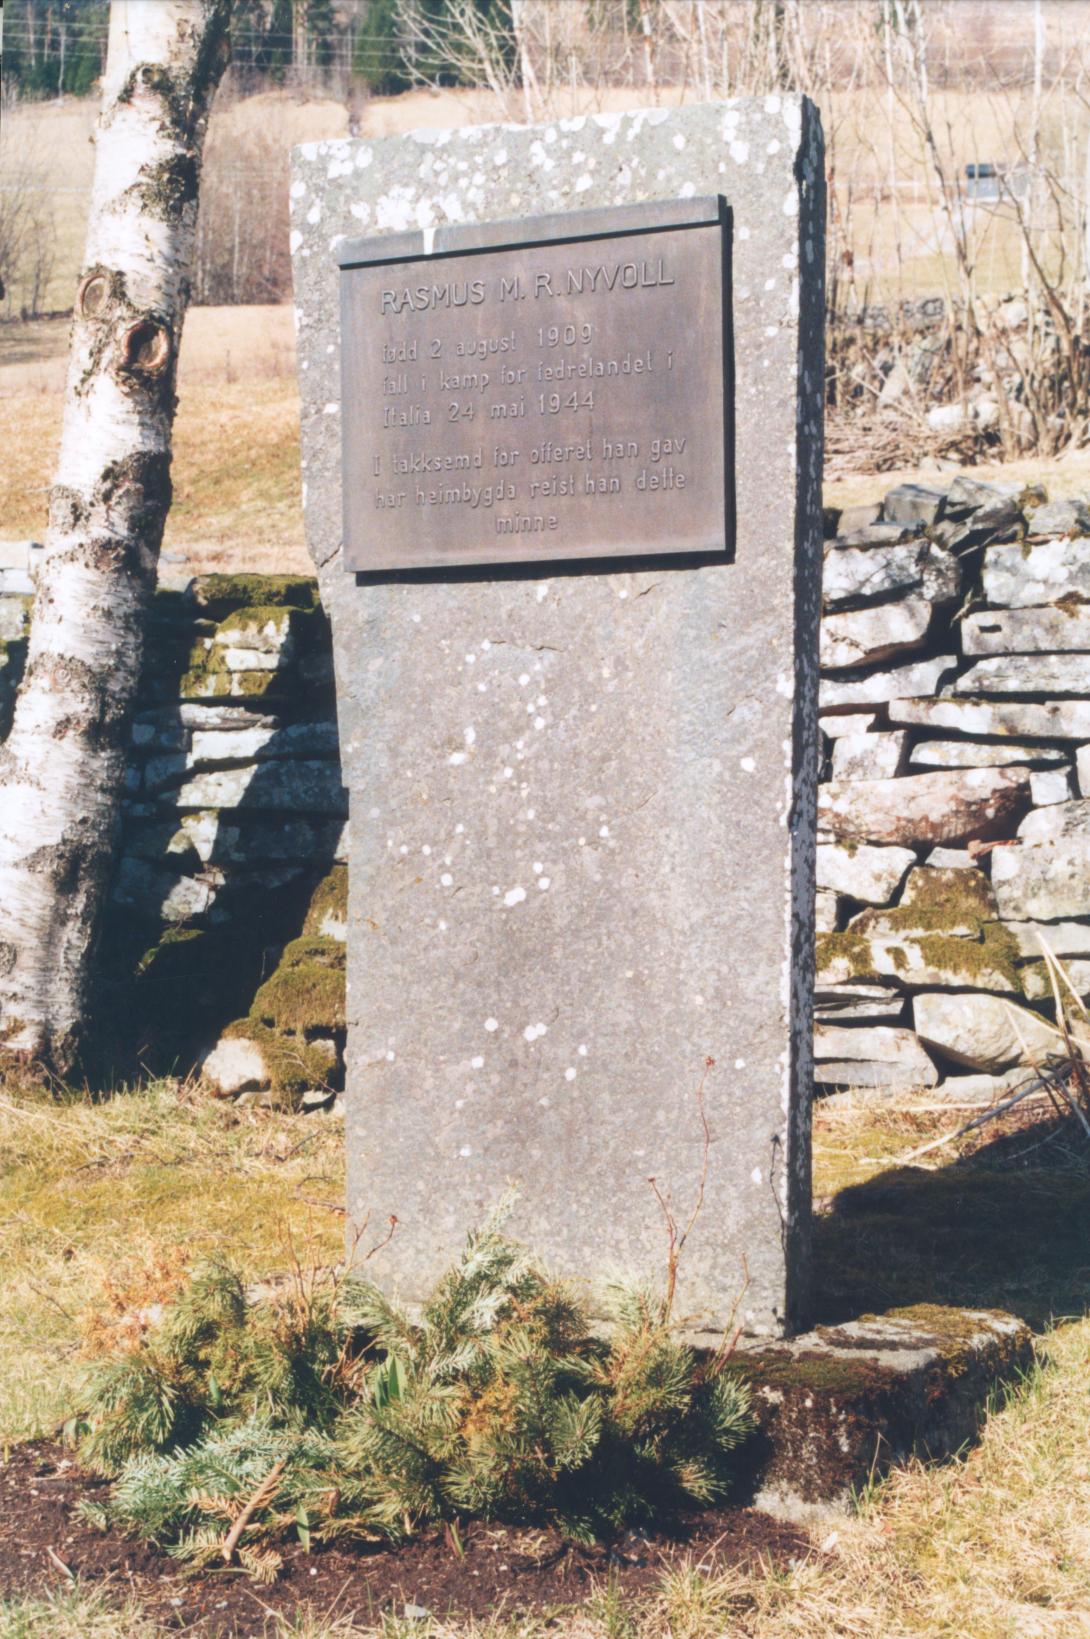 RASMUS M. R. NYVOLL
født 2 august 1909
fall i kamp for fedrelandet i
Italia 24 mai 1944
I takksemd for offeret han gav
har heimbygda reist han dette
minne